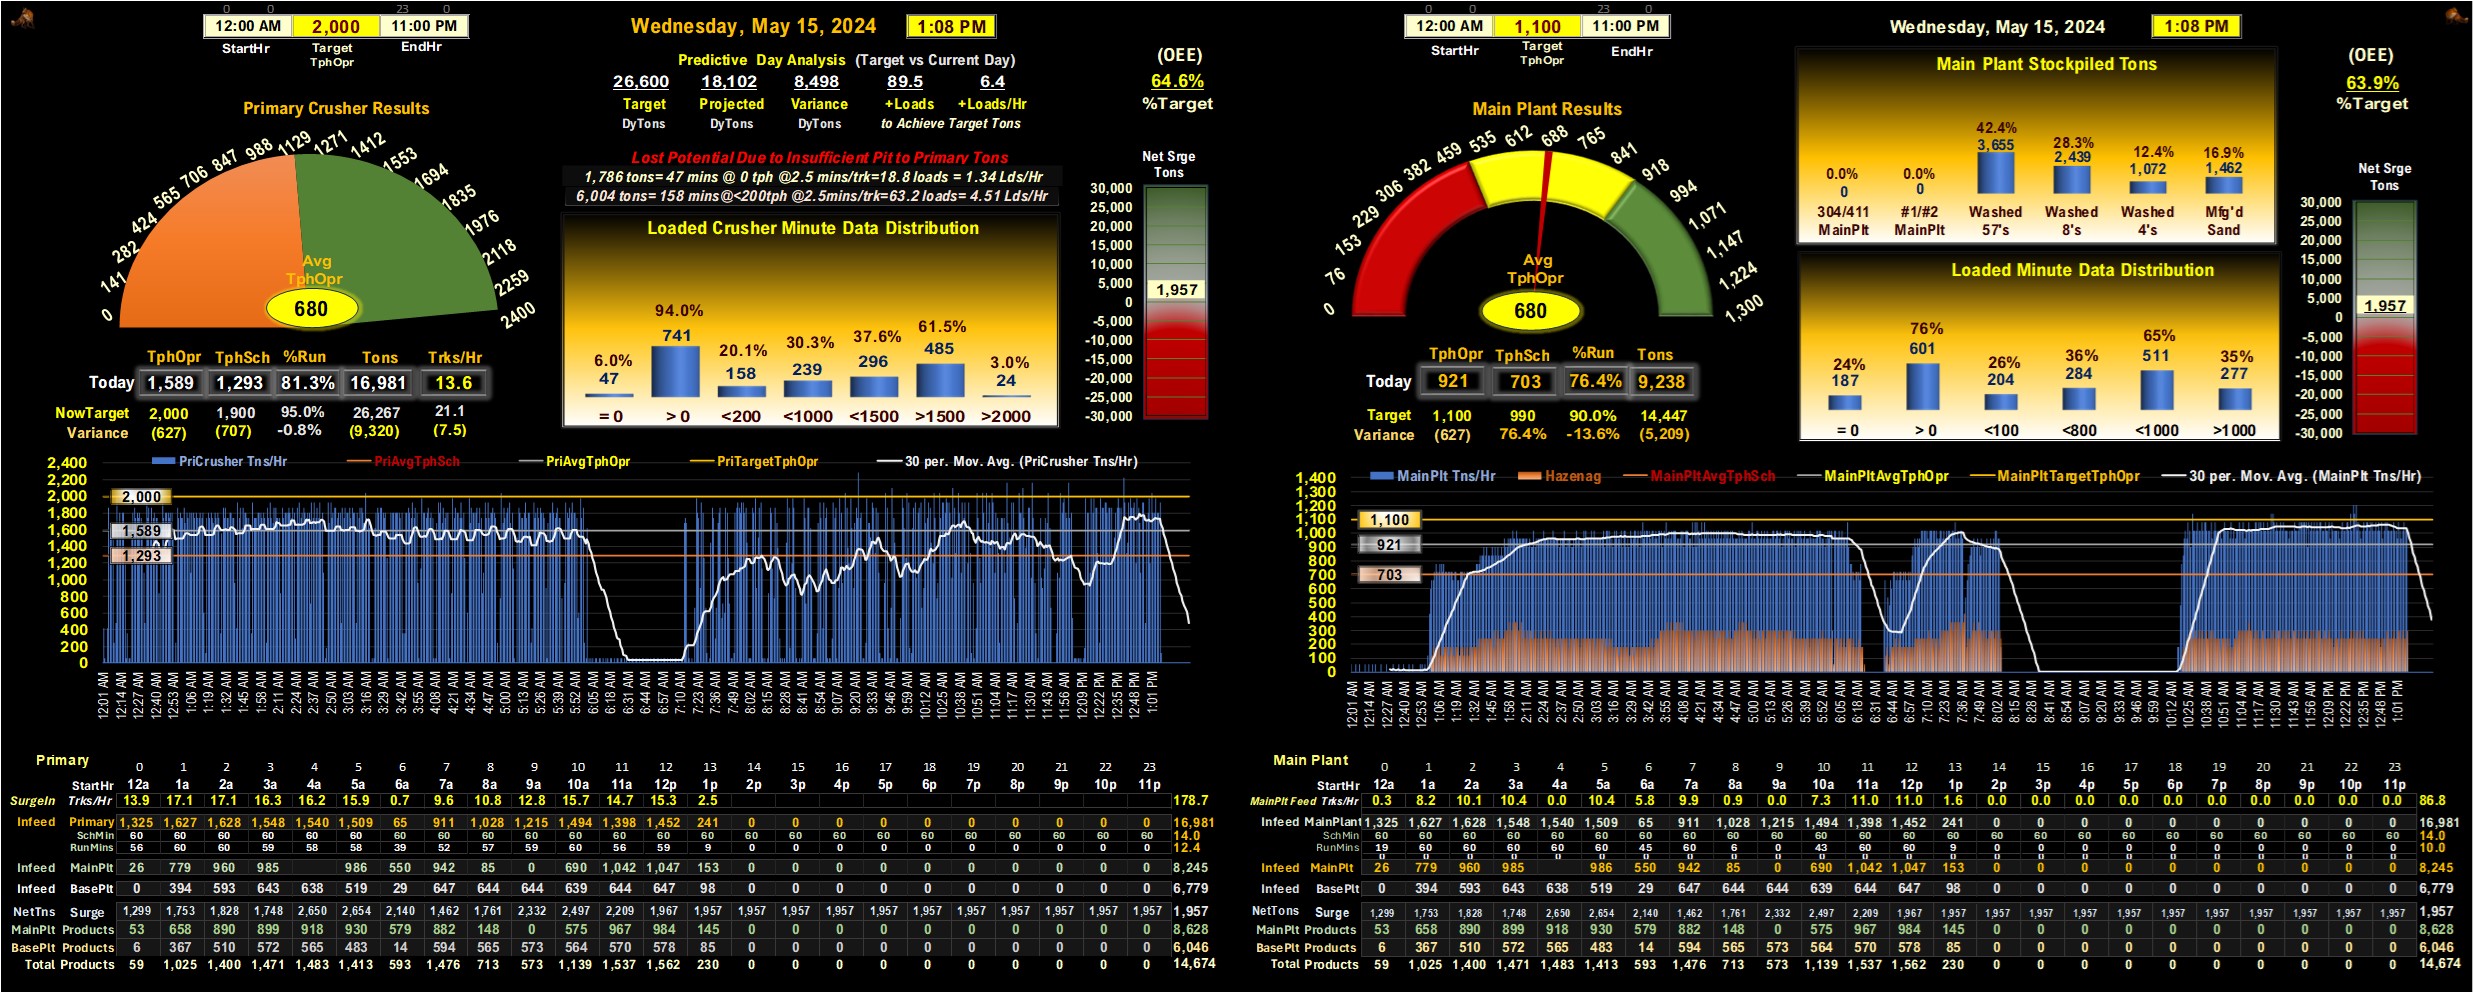 0 0 23 0
12:00 AM 2,000 11:00 PM
StartHr Target TphOpr EndHr
Wednesday, May 15, 2024 1:08 PM
Predictive Day Analysis (Target vs Current Day)
26,600 18,102 8,498 89.5 6.4
Target Projected Variance +Loads +Loads/Hr
DyTons DyTons DyTons to Achieve Target Tons
(OEE)
64.6%
%Target
Primary Crusher Results
0 141 282 424 565 706 847 988 1129 1271 1412 1553 1694 1835 1976 2118 2259 2400
Avg
TphOpr
680
Lost Potential Due to Insufficient Pit to Primary Tons
1,786 tons= 47 mins @ 0 tph @2.5 mins/trk=18.8 loads = 1.34 Lds/Hr
6,004 tons= 158 mins@<200tph @2.5mins/trk=63.2 loads= 4.51 Lds/Hr
Loaded Crusher Minute Data Distribution
6.0% 94.0% 20.1% 30.3% 37.6% 61.5% 3.0%
47 741 158 239 296 485 24
= 0 > 0 <200 <1000 <1500 >1500 >2000
Net Srge
Tons
30,000
25,000
20,000
15,000
10,000
5,000
1,957
0
-5,000
-10,000
-15,000
-20,000
-25,000
-30,000
TphOpr TphSch %Run Tons Trks/Hr
Today 1,589 1,293 81.3% 16,981 13.6
NowTarget 2,000 1,900 95.0% 26,267 21.1
Variance (627) (707) -0.8% (9,320) (7.5)
PriCrusher Tns/Hr PriAvgTphSch PriAvgTphOpr PriTargetTphOpr 30 per. Mov. Avg. (PriCrusher Tns/Hr)
2,400
2,200
2,000 2,000
1,800
1,600 1,589
1,400
1,200 1,293
1,000
800
600
400
200
0
12:01 AM 12:14 AM 12:27 AM 12:40 AM 12:53 AM 1:06 AM 1:19 AM 1:32 AM 1:45 AM 1:58 AM 2:11 AM 2:24 AM 2:37 AM 2:50 AM 3:03 AM 3:16 AM 3:29 AM 3:42 AM 3:55 AM 4:08 AM 4:21 AM 4:34 AM 4:47 AM 5:00 AM 5:13 AM 5:26 AM 5:39 AM 5:52 AM 6:05 AM 6:18 AM 6:31 AM 6:44 AM 6:57 AM 7:10 AM 7:23 AM 7:36 AM 7:49 AM 8:02 AM 8:15 AM 8:28 AM 8:41 AM 8:54 AM 9:07 AM 9:20 AM 9:33 AM 9:46 AM 9:59 AM 10:12 AM 10:25 AM 10:38 AM 10:51 AM 11:04 AM 11:17 AM 11:30 AM 11:43 AM 11:56 AM 12:09 PM 12:22 PM 12:35 PM 12:48 PM 1:01 PM
Primary 0 1 2 3 4 5 6 7 8 9 10 11 12 13 14 15 16 17 18 19 20 21 22 23
StartHr 12a 1a 2a 3a 4a 5a 6a 7a 8a 9a 10a 11a 12p 1p 2p 3p 4p 5p 6p 7p 8p 9p 10p 11p
SurgeIn Trks/Hr 13.9 17.1 17.1 16.3 16.2 15.9 0.7 9.6 10.8 12.8 15.7 14.7 15.3 2.5 178.7
Infeed Primary 1,325 1,627 1,628 1,548 1,540 1,509 65 911 1,028 1,215 1,494 1,398 1,452 241 0 0 0 0 0 0 0 0 0 0 16,981
SchMin 60 60 60 60 60 60 60 60 60 60 60 60 60 60 60 60 60 60 60 60 60 60 60 60 14.0
RunMins 56 60 60 59 58 58 39 52 57 59 60 56 59 9 0 0 0 0 0 0 0 0 0 0 12.4
Infeed MainPlt 26 779 960 985 986 550 942 85 0 690 1,042 1,047 153 0 0 0 0 0 0 0 0 0 0 8,245
Infeed BasePlt 0 394 593 643 638 519 29 647 644 644 639 644 647 98 0 0 0 0 0 0 0 0 0 0 6,779
NetTns Surge 1,299 1,753 1,828 1,748 2,650 2,654 2,140 1,462 1,761 2,332 2,497 2,209 1,967 1,957 1,957 1,957 1,957 1,957 1,957 1,957 1,957 1,957 1,957 1,957 1,957
MainPlt Products 53 658 890 899 918 930 579 882 148 0 575 967 984 145 0 0 0 0 0 0 0 0 0 0 8,628
BasePlt Products 6 367 510 572 565 483 14 594 565 573 564 570 578 85 0 0 0 0 0 0 0 0 0 0 6,046
Total Products 59 1,025 1,400 1,471 1,483 1,413 593 1,476 713 573 1,139 1,537 1,562 230 0 0 0 0 0 0 0 0 0 0 14,674
0 0 23 0
12:00 AM 1,100 11:00 PM
StartHr Target TphOpr EndHr
Wednesday, May 15, 2024 1:08 PM
Main Plant Stockpiled Tons
0.0% 0.0% 42.4% 28.3% 12.4% 16.9%
0 0 3,655 2,439 1,072 1,462
304/411 #1/#2 Washed Washed Washed Mfg'd
MainPlt MainPlt 57's 8's 4's Sand
(OEE)
63.9%
%Target
Main Plant Results
0 76 153 229 306 382 459 535 612 688 765 841 918 994 1,071 1,147 1,224 1,300
Avg
TphOpr
680
Loaded Minute Data Distribution
24% 76% 26% 36% 65% 35%
187 601 204 284 511 277
= 0 > 0 <100 <800 <1000 >1000
Net Srge
Tons
30,000
25,000
20,000
15,000
10,000
5,000
1,957
0
-5,000
-10,000
-15,000
-20,000
-25,000
-30,000
TphOpr TphSch %Run Tons
Today 921 703 76.4% 9,238
Target 1,100 990 90.0% 14,447
Variance (627) 76.4% -13.6% (5,209)
MainPlt Tns/Hr Hazenag MainPltAvgTphSch MainPltAvgTphOpr MainPltTargetTphOpr 30 per. Mov. Avg. (MainPlt Tns/Hr)
1,400
1,300
1,200
1,100 1,100
1,000
900 921
800
700 703
600
500
400
300
200
100
0
12:01 AM 12:14 AM 12:27 AM 12:40 AM 12:53 AM 1:06 AM 1:19 AM 1:32 AM 1:45 AM 1:58 AM 2:11 AM 2:24 AM 2:37 AM 2:50 AM 3:03 AM 3:16 AM 3:29 AM 3:42 AM 3:55 AM 4:08 AM 4:21 AM 4:34 AM 4:47 AM 5:00 AM 5:13 AM 5:26 AM 5:39 AM 5:52 AM 6:05 AM 6:18 AM 6:31 AM 6:44 AM 6:57 AM 7:10 AM 7:23 AM 7:36 AM 7:49 AM 8:02 AM 8:15 AM 8:28 AM 8:41 AM 8:54 AM 9:07 AM 9:20 AM 9:33 AM 9:46 AM 9:59 AM 10:12 AM 10:25 AM 10:38 AM 10:51 AM 11:04 AM 11:17 AM 11:30 AM 11:43 AM 11:56 AM 12:09 PM 12:22 PM 12:35 PM 12:48 PM 1:01 PM
Main Plant 0 1 2 3 4 5 6 7 8 9 10 11 12 13 14 15 16 17 18 19 20 21 22 23
StartHr 12a 1a 2a 3a 4a 5a 6a 7a 8a 9a 10a 11a 12p 1p 2p 3p 4p 5p 6p 7p 8p 9p 10p 11p
MainPlt Feed Trks/Hr 0.3 8.2 10.1 10.4 0.0 10.4 5.8 9.9 0.9 0.0 7.3 11.0 11.0 1.6 0.0 0.0 0.0 0.0 0.0 0.0 0.0 0.0 0.0 0.0 86.8
Infeed MainPlant 1,325 1,627 1,628 1,548 1,540 1,509 65 911 1,028 1,215 1,494 1,398 1,452 241 0 0 0 0 0 0 0 0 0 0 16,981
SchMin 60 60 60 60 60 60 60 60 60 60 60 60 60 60 60 60 60 60 60 60 60 60 60 60 14.0
RunMins 19 60 60 60 60 60 45 60 6 0 43 60 60 9 0 0 0 0 0 0 0 0 0 0 10.0
Infeed MainPlt 26 779 960 985 986 550 942 85 0 690 1,042 1,047 153 0 0 0 0 0 0 0 0 0 0 8,245
Infeed BasePlt 0 394 593 643 638 519 29 647 644 644 639 644 647 98 0 0 0 0 0 0 0 0 0 0 6,779
NetTons Surge 1,299 1,753 1,828 1,748 2,650 2,654 2,140 1,462 1,761 2,332 2,497 2,209 1,967 1,957 1,957 1,957 1,957 1,957 1,957 1,957 1,957 1,957 1,957 1,957 1,957
MainPlt Products 53 658 890 899 918 930 579 882 148 0 575 967 984 145 0 0 0 0 0 0 0 0 0 0 8,628
BasePlt Products 6 367 510 572 565 483 14 594 565 573 564 570 578 85 0 0 0 0 0 0 0 0 0 0 6,046
Total Products 59 1,025 1,400 1,471 1,483 1,413 593 1,476 713 573 1,139 1,537 1,562 230 0 0 0 0 0 0 0 0 0 0 14,674